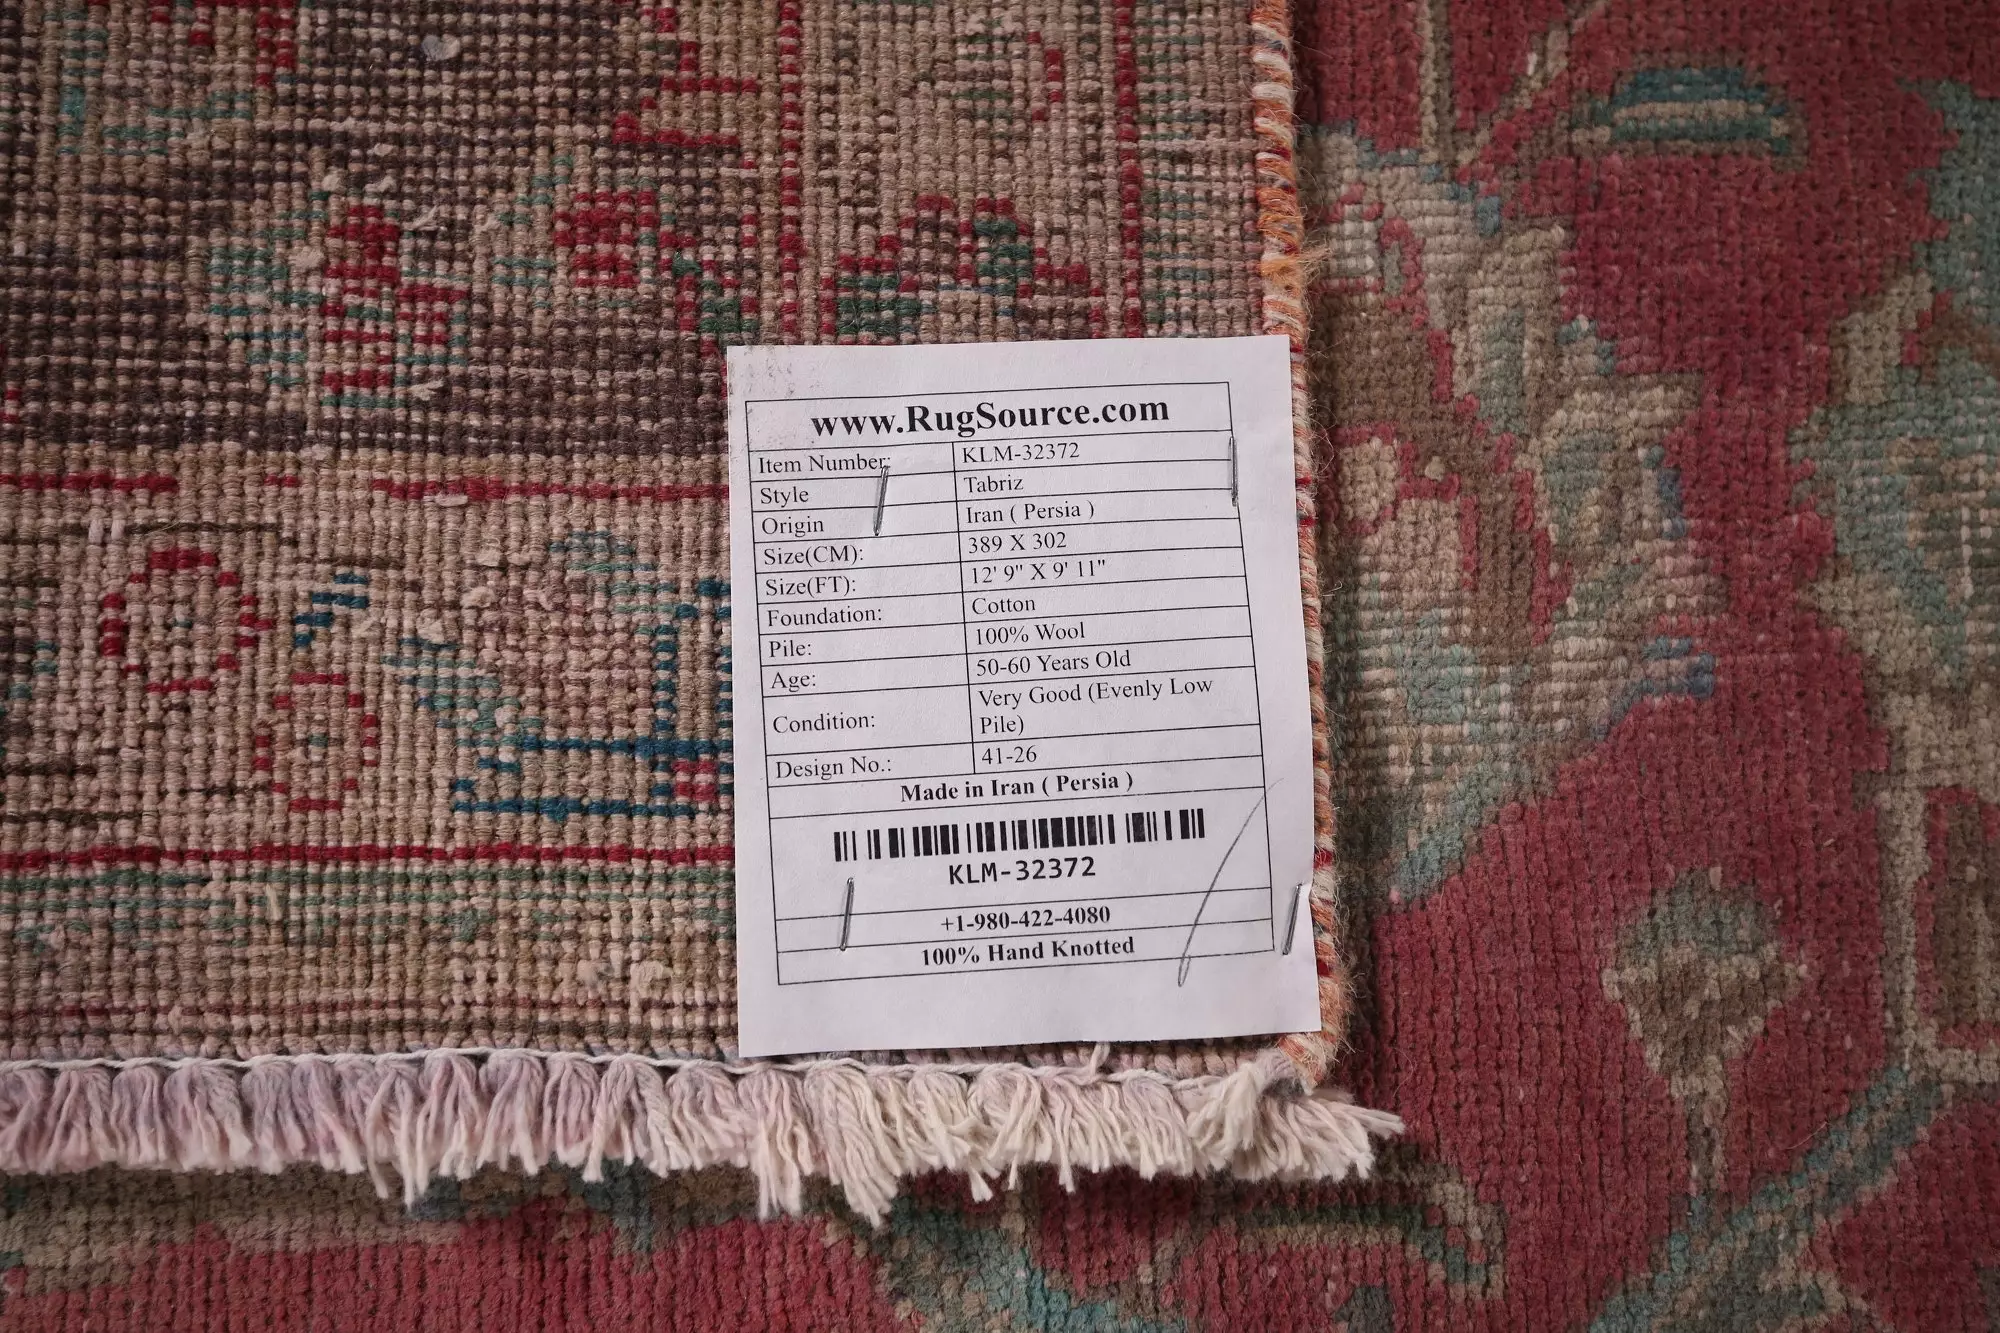 www.RugSource.com
Item Number: KLM-32372
Style Tabriz
Origin Iran ( Persia )
Size(CM): 389 X 302
Size(FT): 12' 9" X 9' 11"
Foundation: Cotton
Pile: 100% Wool
Age: 50-60 Years Old
Condition: Very Good (Evenly Low
Pile)
Design No.: 41-26
Made in Iran ( Persia )
KLM-32372
+1-980-422-4080
100% Hand Knotted